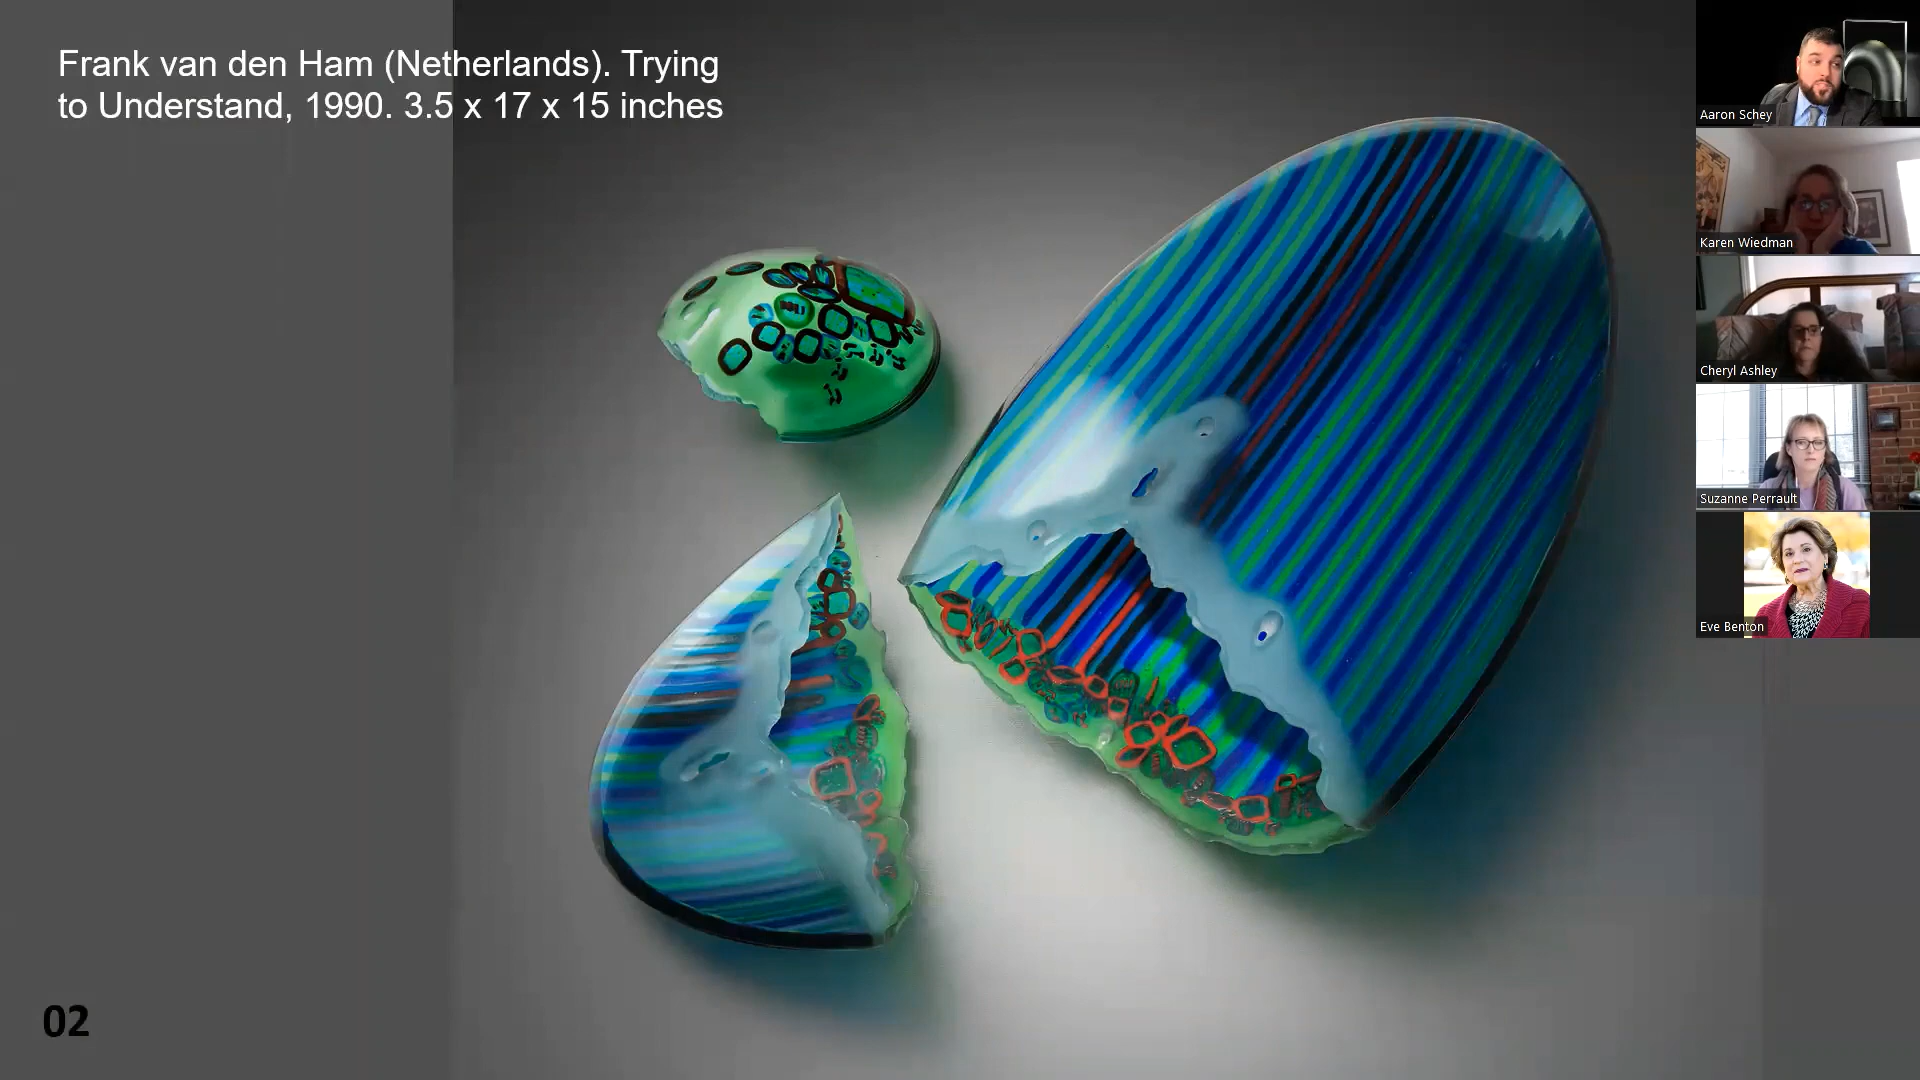 Frank van den Ham (Netherlands). Trying
to Understand, 1990. 3.5 x 17 x 15 inches
02
Aaron Schey
Karen Wiedman
Cheryl Ashley
Suzanne Perrault
Eve Benton